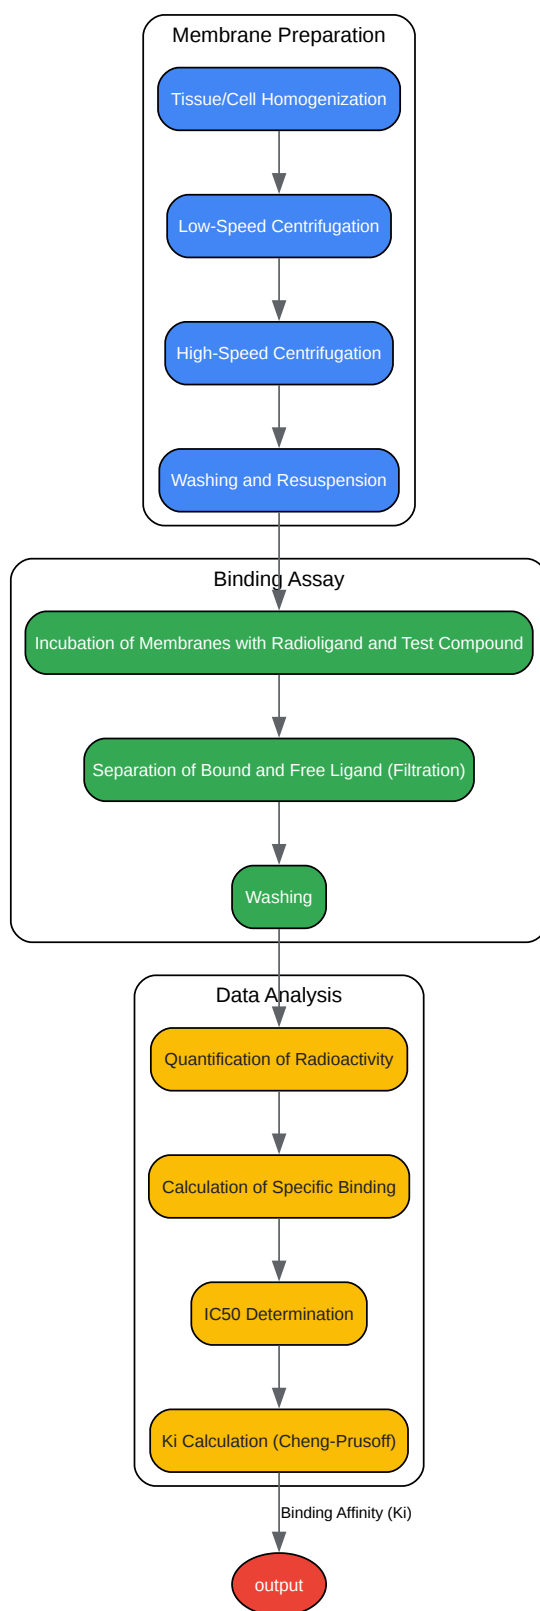 Membrane Preparation
Tissue/Cell Homogenization
Low-Speed Centrifugation
High-Speed Centrifugation
Washing and Resuspension
Binding Assay
Incubation of Membranes with Radioligand and Test Compound
Separation of Bound and Free Ligand (Filtration)
Washing
Data Analysis
Quantification of Radioactivity
Calculation of Specific Binding
IC50 Determination
Ki Calculation (Cheng-Prusoff)
Binding Affinity (Ki)
output